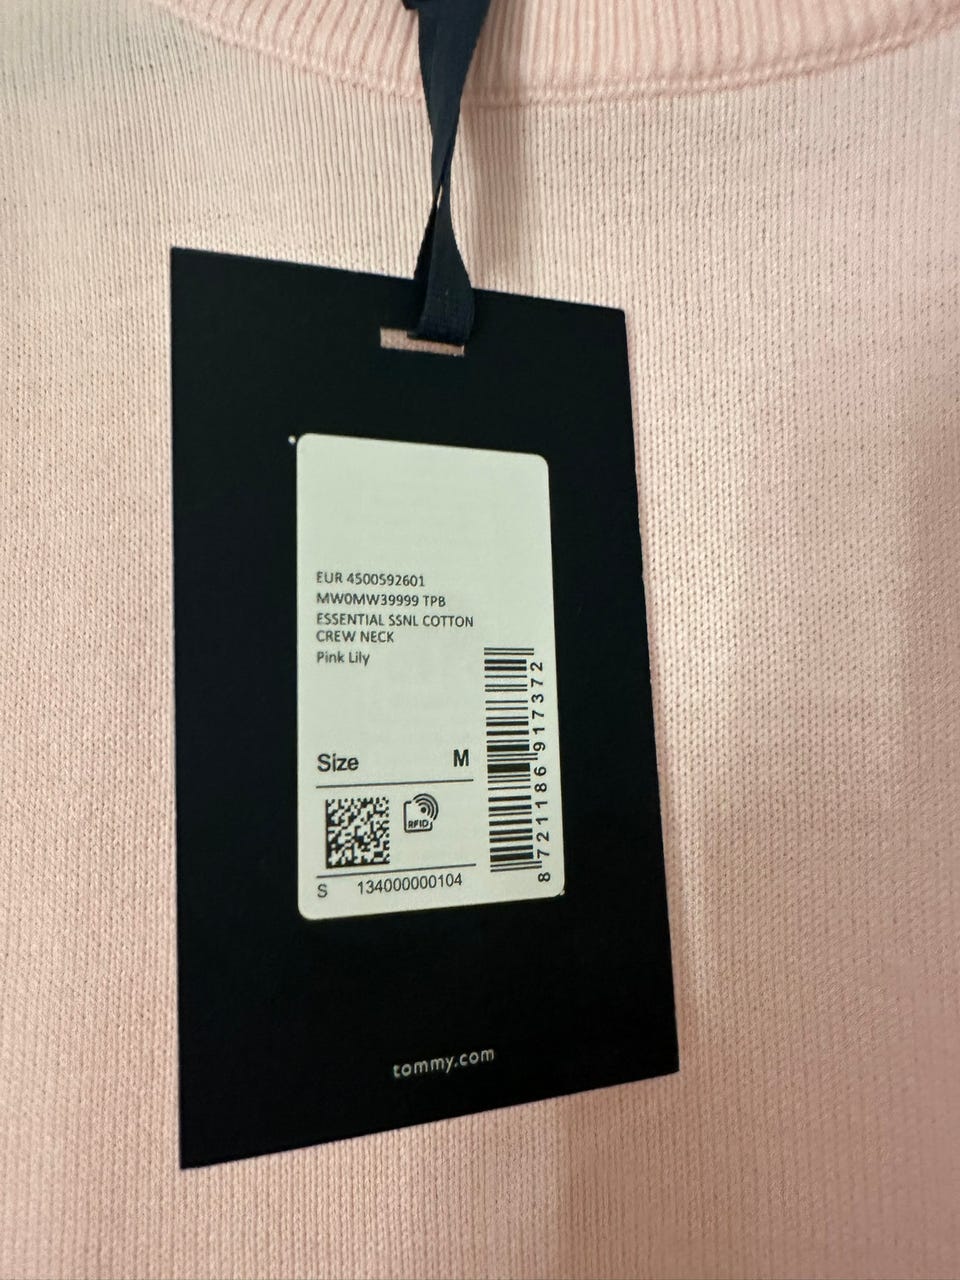 EUR 4500592601
MW0MW39999 TPB
ESSENTIAL SSNL COTTON
CREW NECK
Pink Lily
Size M
RFID
S 134000000104
8 721186 917372
tommy.com